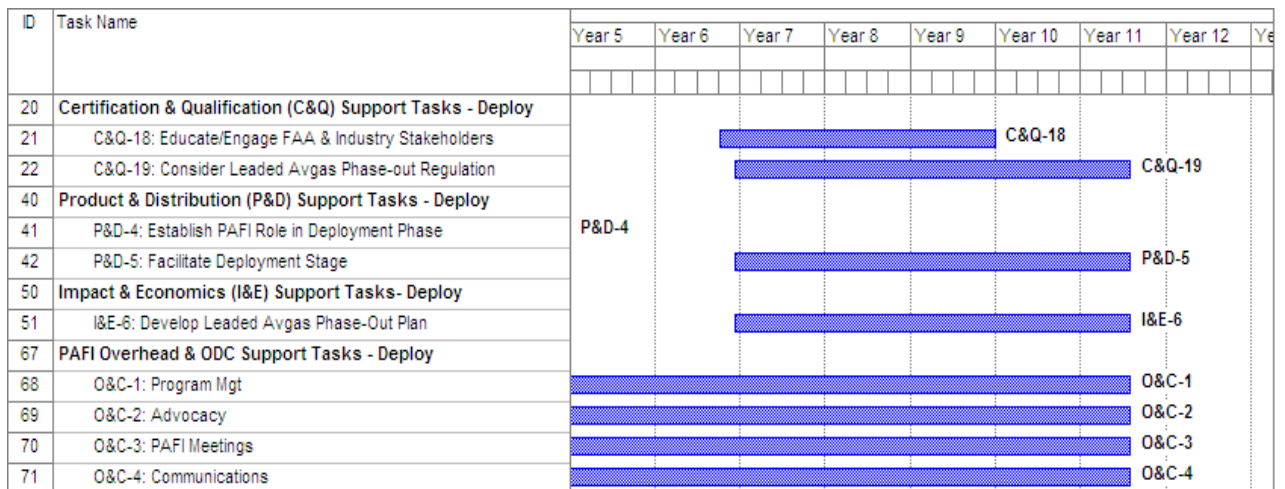 ID Task Name
Year 5 Year 6 Year 7 Year 8 Year 9 Year 10 Year 11 Year 12 Ye
20 Certification & Qualification (C&Q) Support Tasks - Deploy
21 C&Q-18: Educate/Engage FAA & Industry Stakeholders C&Q-18
22 C&Q-19: Consider Leaded Avgas Phase-out Regulation C&Q-19
40 Product & Distribution (P&D) Support Tasks - Deploy
41 P&D-4: Establish PAFI Role in Deployment Phase P&D-4
42 P&D-5: Facilitate Deployment Stage P&D-5
50 Impact & Economics (I&E) Support Tasks- Deploy
51 I&E-6: Develop Leaded Avgas Phase-Out Plan I&E-6
67 PAFI Overhead & ODC Support Tasks - Deploy
68 O&C-1: Program Mgt O&C-1
69 O&C-2: Advocacy O&C-2
70 O&C-3: PAFI Meetings O&C-3
71 O&C-4: Communications O&C-4